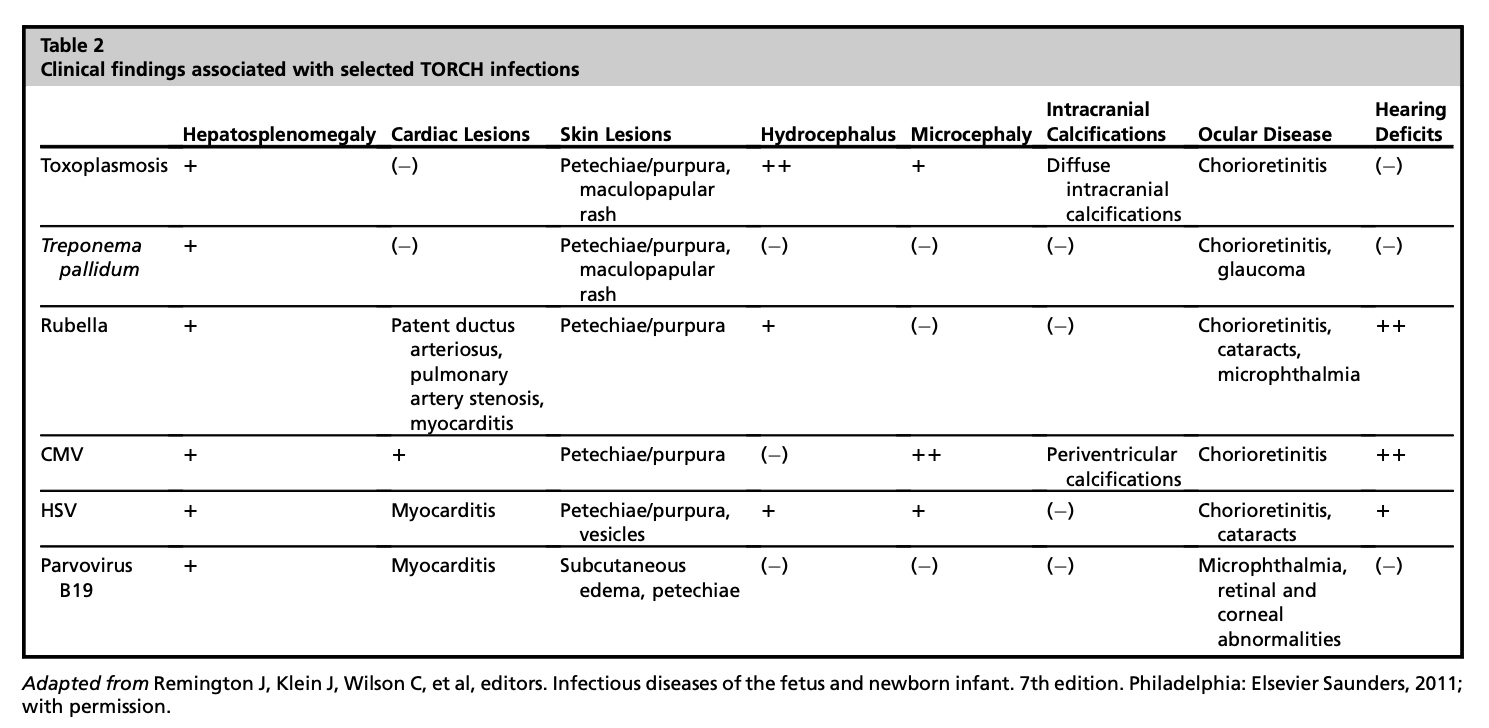 Table 2
Clinical findings associated with selected TORCH infections
Hepatosplenomegaly Cardiac Lesions Skin Lesions Hydrocephalus Microcephaly Intracranial Calcifications Ocular Disease Hearing Deficits
Toxoplasmosis + (−) Petechiae/purpura, ++ + Diffuse Chorioretinitis (−)
maculopapular intracranial
rash calcifications
Treponema + (−) Petechiae/purpura, (−) (−) (−) Chorioretinitis, (−)
pallidum maculopapular glaucoma
rash
Rubella + Patent ductus Petechiae/purpura + (−) (−) Chorioretinitis, ++
arteriosus, cataracts,
pulmonary microphthalmia
artery stenosis,
myocarditis
CMV + + Petechiae/purpura (−) ++ Periventricular Chorioretinitis ++
calcifications
HSV + Myocarditis Petechiae/purpura, + + (−) Chorioretinitis, +
vesicles cataracts
Parvovirus + Myocarditis Subcutaneous (−) (−) (−) Microphthalmia, (−)
B19 edema, petechiae retinal and
corneal
abnormalities
Adapted from Remington J, Klein J, Wilson C, et al, editors. Infectious diseases of the fetus and newborn infant. 7th edition. Philadelphia: Elsevier Saunders, 2011;
with permission.